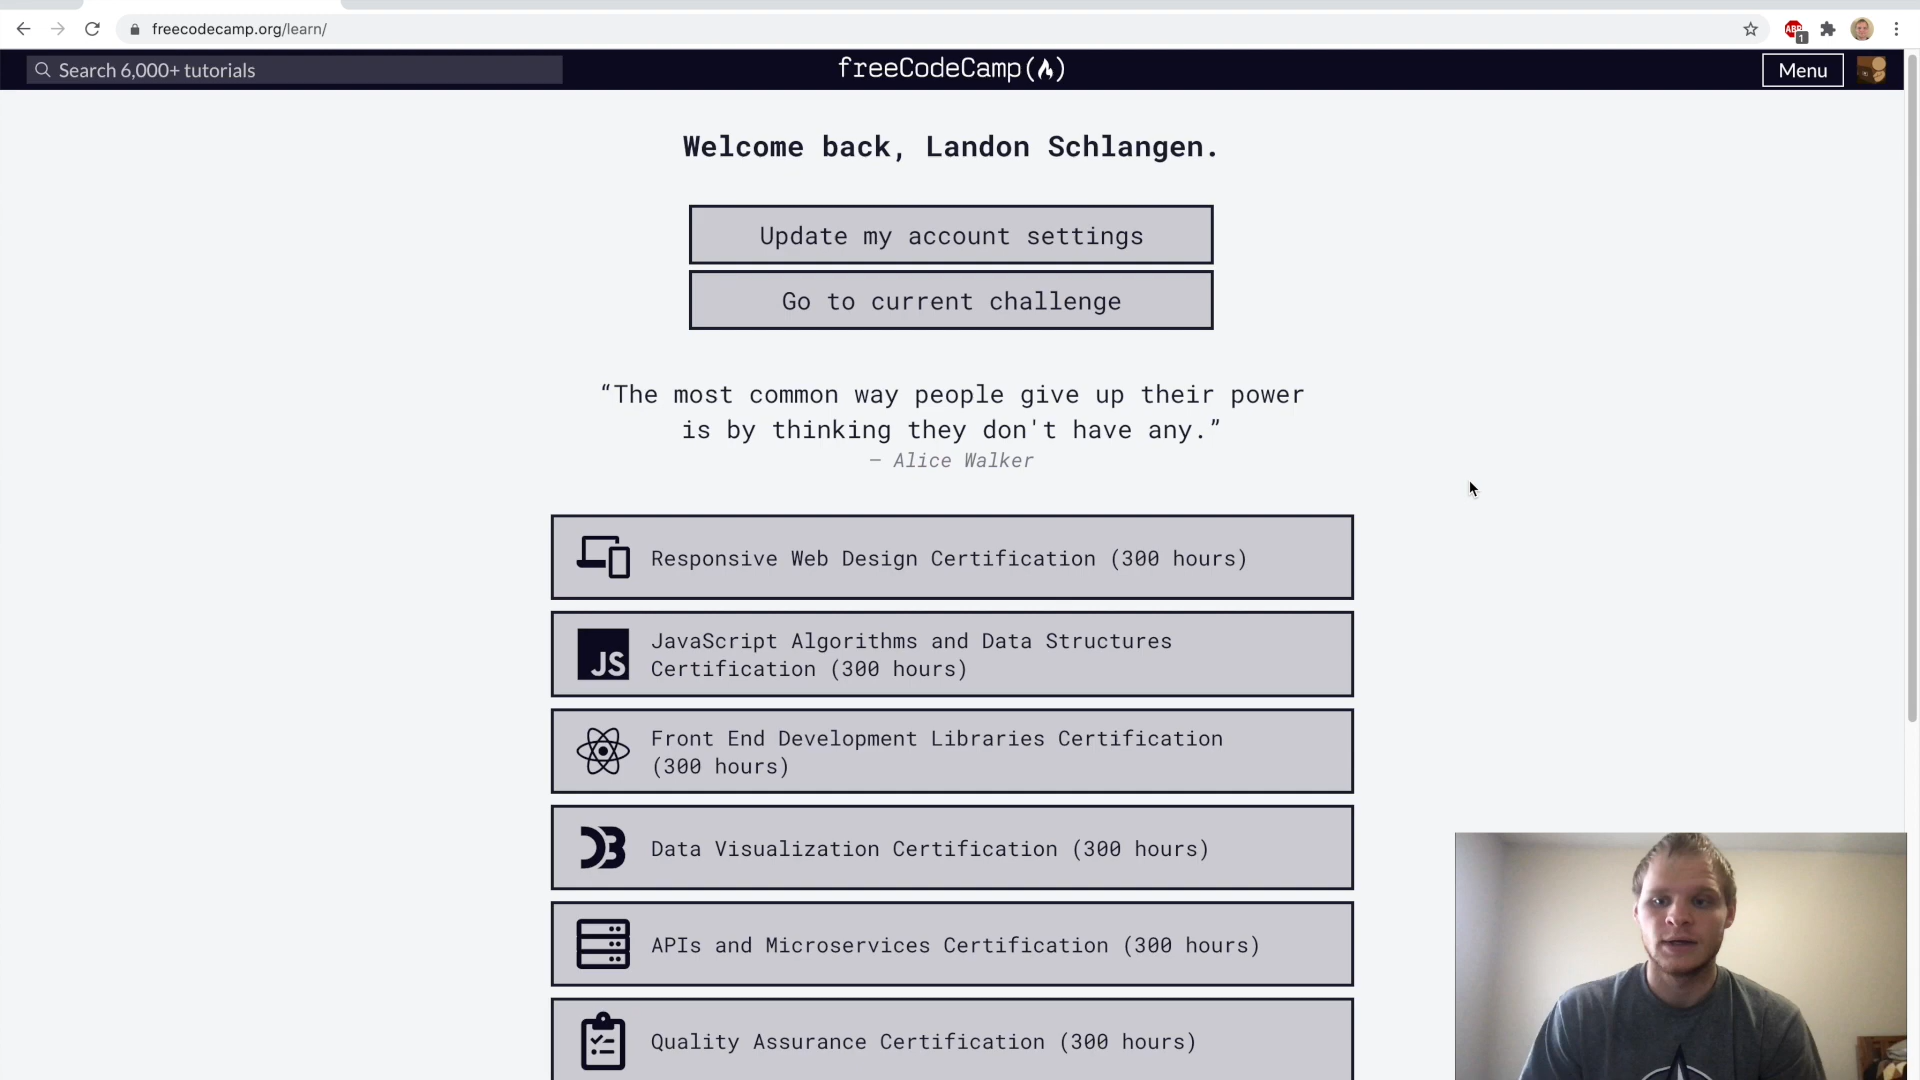 freecodecamp.org/learn/
ABP
1
Search 6,000+ tutorials
freeCodeCamp
Menu
Welcome back, Landon Schlangen.
Update my account settings
Go to current challenge
“The most common way people give up their power
is by thinking they don't have any.”
— Alice Walker
Responsive Web Design Certification (300 hours)
JS
JavaScript Algorithms and Data Structures
Certification (300 hours)
Front End Development Libraries Certification
(300 hours)
Data Visualization Certification (300 hours)
APIs and Microservices Certification (300 hours)
Quality Assurance Certification (300 hours)